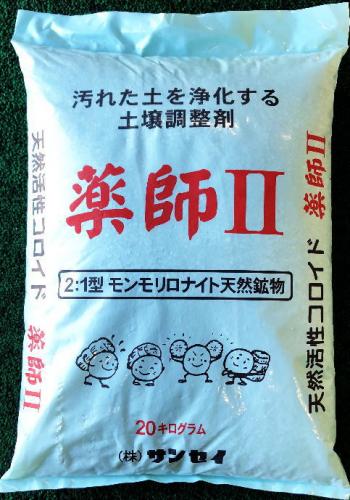 汚れた土を浄化する
土壌調整剤
薬師II
2:1型 モンモリロナイト天然鉱物
20キログラム
(株) サンセイ
天然活性コロイド 薬師II
天然活性コロイド 薬師II